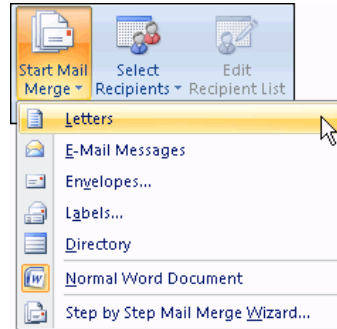 Start Mail Select Edit
Merge Recipients Recipient List
Letters
E-Mail Messages
Envelopes...
Labels...
Directory
Normal Word Document
Step by Step Mail Merge Wizard...